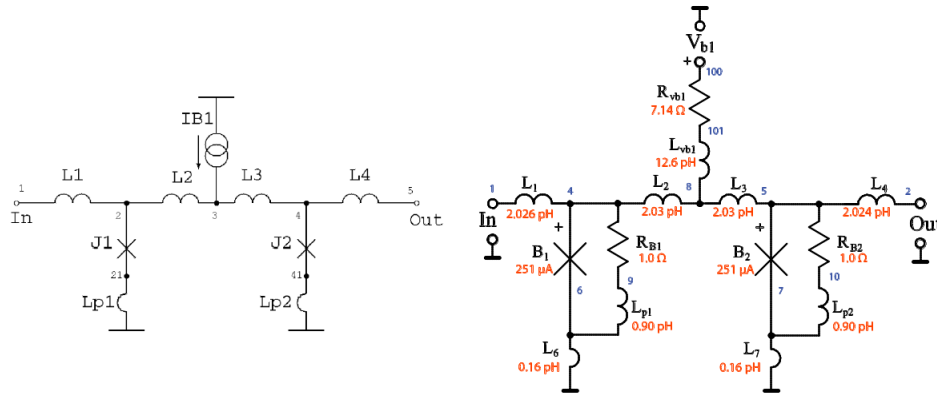 IB1
L1
L2
L3
L4
1
2
3
4
5
In
Out
J1
J2
21
41
Lp1
Lp2
Vb1
+
100
Rvb1
7.14 Ω
101
Lvb1
12.6 pH
1
L1
4
L2
8
L3
5
L4
2
In
2.026 pH
2.03 pH
2.03 pH
2.024 pH
Out
+
+
B1
251 μA
RB1
1.0 Ω
B2
251 μA
RB2
1.0 Ω
6
9
7
10
Lp1
0.90 pH
Lp2
0.90 pH
L6
0.16 pH
L7
0.16 pH